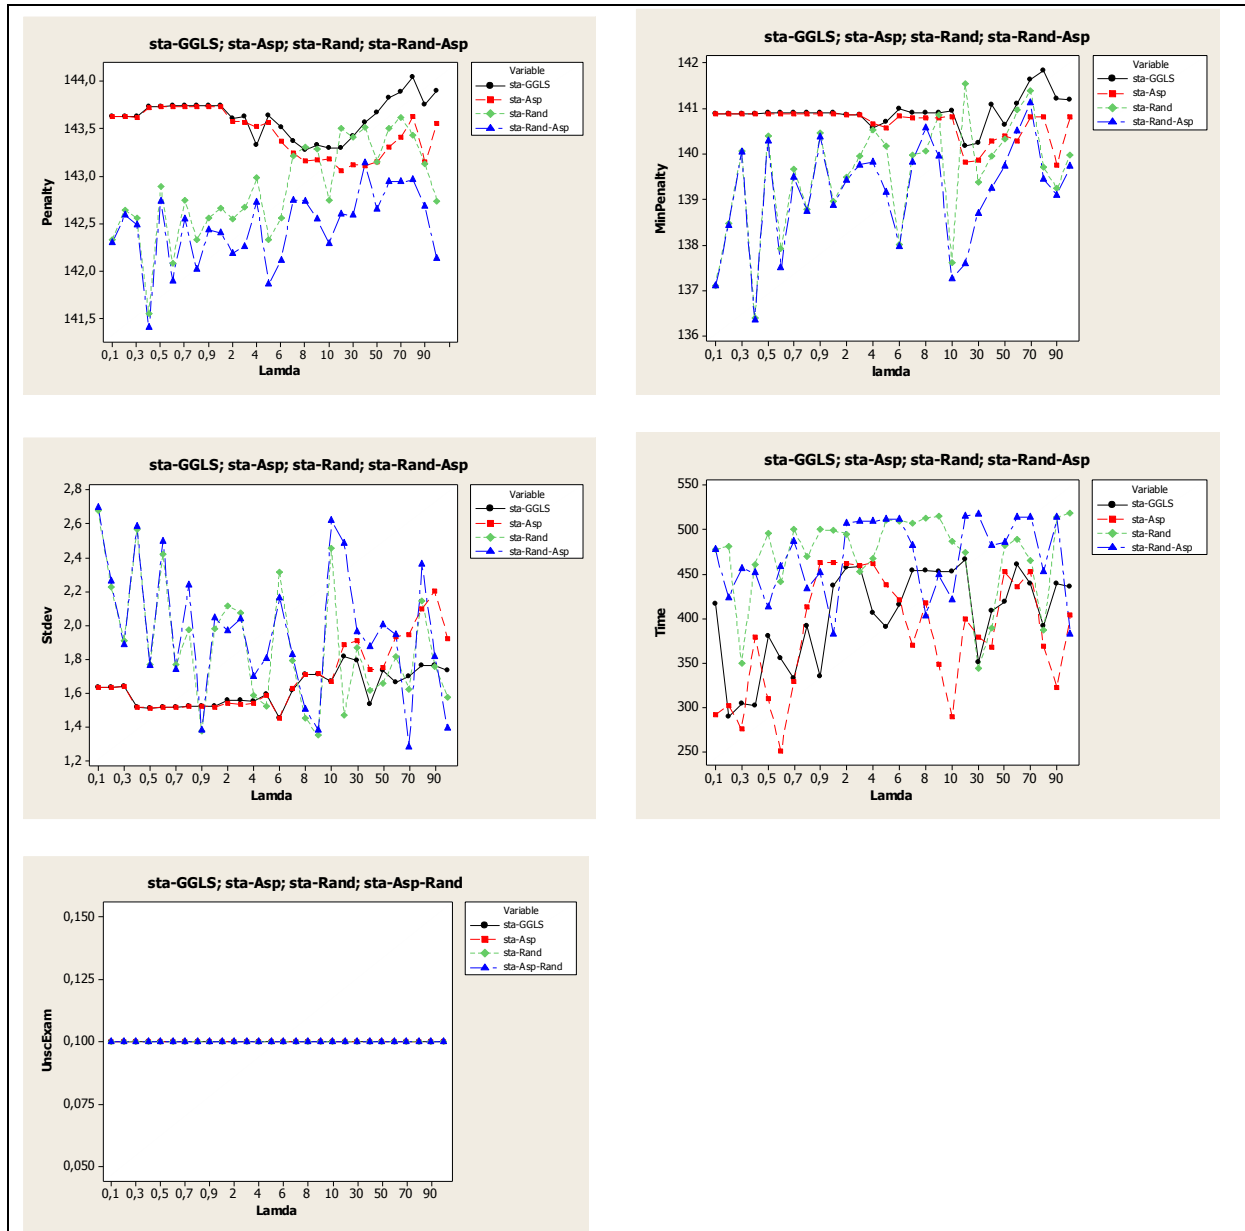 sta-GGLS; sta-Asp; sta-Rand; sta-Rand-Asp
Variable
sta-GGLS
sta-Asp
sta-Rand
sta-Rand-Asp
Penalty
144,0
143,5
143,0
142,5
142,0
141,5
0,1 0,3 0,5 0,7 0,9 2 4 6 8 10 30 50 70 90
Lamda
sta-GGLS; sta-Asp; sta-Rand; sta-Rand-Asp
Variable
sta-GGLS
sta-Asp
sta-Rand
sta-Rand-Asp
MinPenalty
142
141
140
139
138
137
136
0,1 0,3 0,5 0,7 0,9 2 4 6 8 10 30 50 70 90
lamda
sta-GGLS; sta-Asp; sta-Rand; sta-Rand-Asp
Variable
sta-GGLS
sta-Asp
sta-Rand
sta-Rand-Asp
Stdev
2,8
2,6
2,4
2,2
2,0
1,8
1,6
1,4
1,2
0,1 0,3 0,5 0,7 0,9 2 4 6 8 10 30 50 70 90
Lamda
sta-GGLS; sta-Asp; sta-Rand; sta-Rand-Asp
Variable
sta-GGLS
sta-Asp
sta-Rand
sta-Rand-Asp
Time
550
500
450
400
350
300
250
0,1 0,3 0,5 0,7 0,9 2 4 6 8 10 30 50 70 90
Lamda
sta-GGLS; sta-Asp; sta-Rand; sta-Asp-Rand
Variable
sta-GGLS
sta-Asp
sta-Rand
sta-Asp-Rand
UnscExam
0,150
0,125
0,100
0,075
0,050
0,1 0,3 0,5 0,7 0,9 2 4 6 8 10 30 50 70 90
Lamda